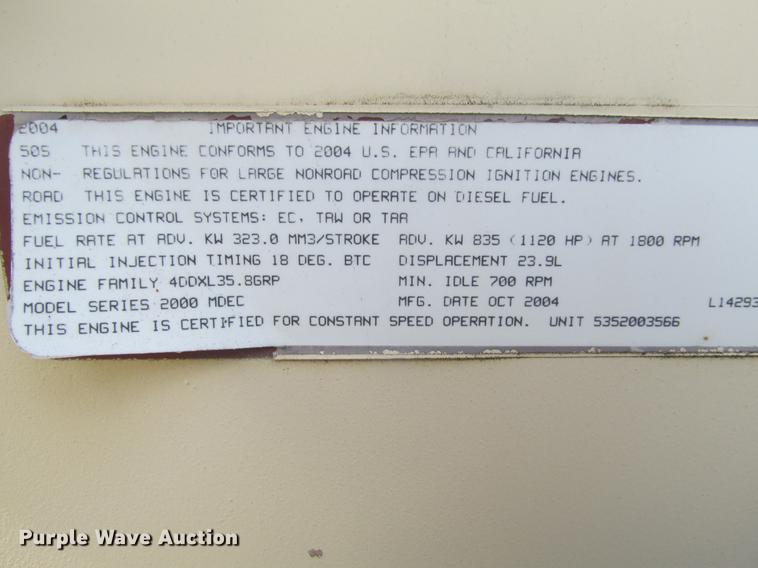 2004 IMPORTANT ENGINE INFORMATION
505 THIS ENGINE CONFORMS TO 2004 U.S. EPA AND CALIFORNIA
NON- REGULATIONS FOR LARGE NONROAD COMPRESSION IGNITION ENGINES.
ROAD THIS ENGINE IS CERTIFIED TO OPERATE ON DIESEL FUEL.
EMISSION CONTROL SYSTEMS: EC, TAW OR TAA
FUEL RATE AT ADV. KW 323.0 MM3/STROKE ADV. KW 835 (1120 HP) AT 1800 RPM
INITIAL INJECTION TIMING 18 DEG. BTC DISPLACEMENT 23.9L
ENGINE FAMILY 4DDXL35.8GRP MIN. IDLE 700 RPM
MODEL SERIES 2000 MDEC MFG. DATE OCT 2004 L14293
THIS ENGINE IS CERTIFIED FOR CONSTANT SPEED OPERATION. UNIT 5352003566
Purple Wave Auction